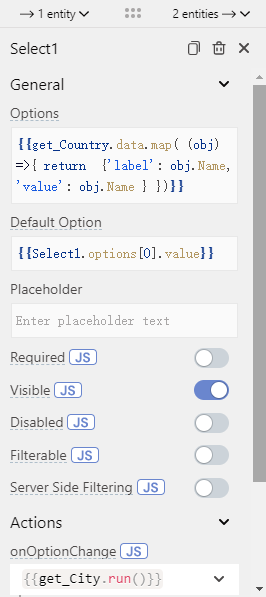 → 1 entity
2 entities →
Select1
General
Options
{{get_Country.data.map( (obj)
=>{ return  {'label': obj.Name,
'value': obj.Name } })}}
Default Option
{{Select1.options[0].value}}
Placeholder
Enter placeholder text
Required JS
Visible JS
Disabled JS
Filterable JS
Server Side Filtering JS
Actions
onOptionChange JS
{{get_City.run()}}